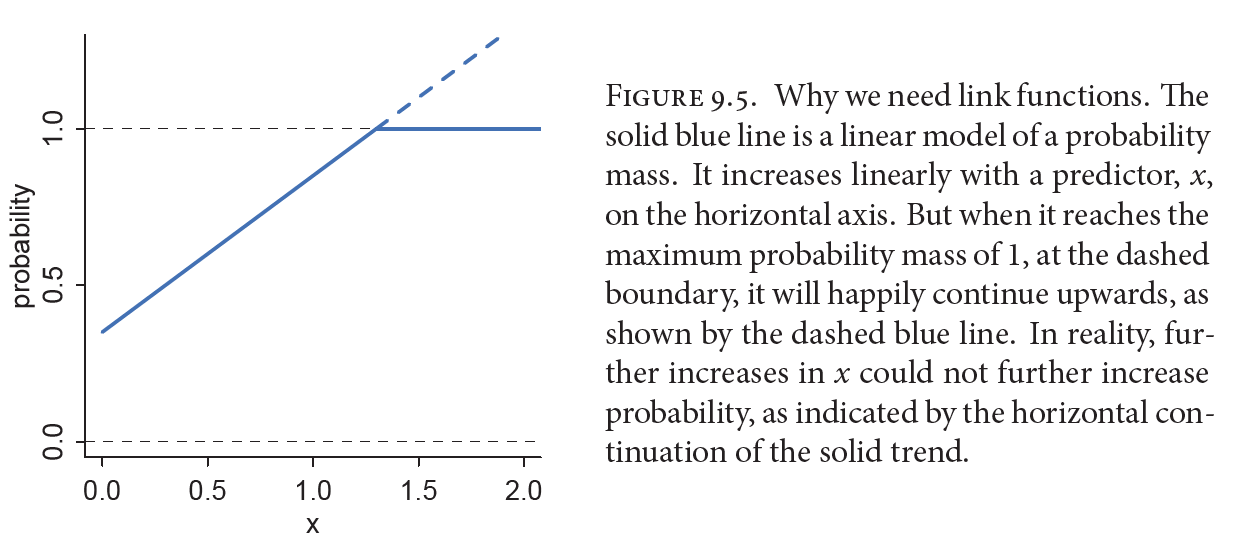 1.0
0.5
0.0
probability
0.0 0.5 1.0 1.5 2.0
x
FIGURE 9.5. Why we need link functions. The
solid blue line is a linear model of a probability
mass. It increases linearly with a predictor, x,
on the horizontal axis. But when it reaches the
maximum probability mass of 1, at the dashed
boundary, it will happily continue upwards, as
shown by the dashed blue line. In reality, fur-
ther increases in x could not further increase
probability, as indicated by the horizontal con-
tinuation of the solid trend.